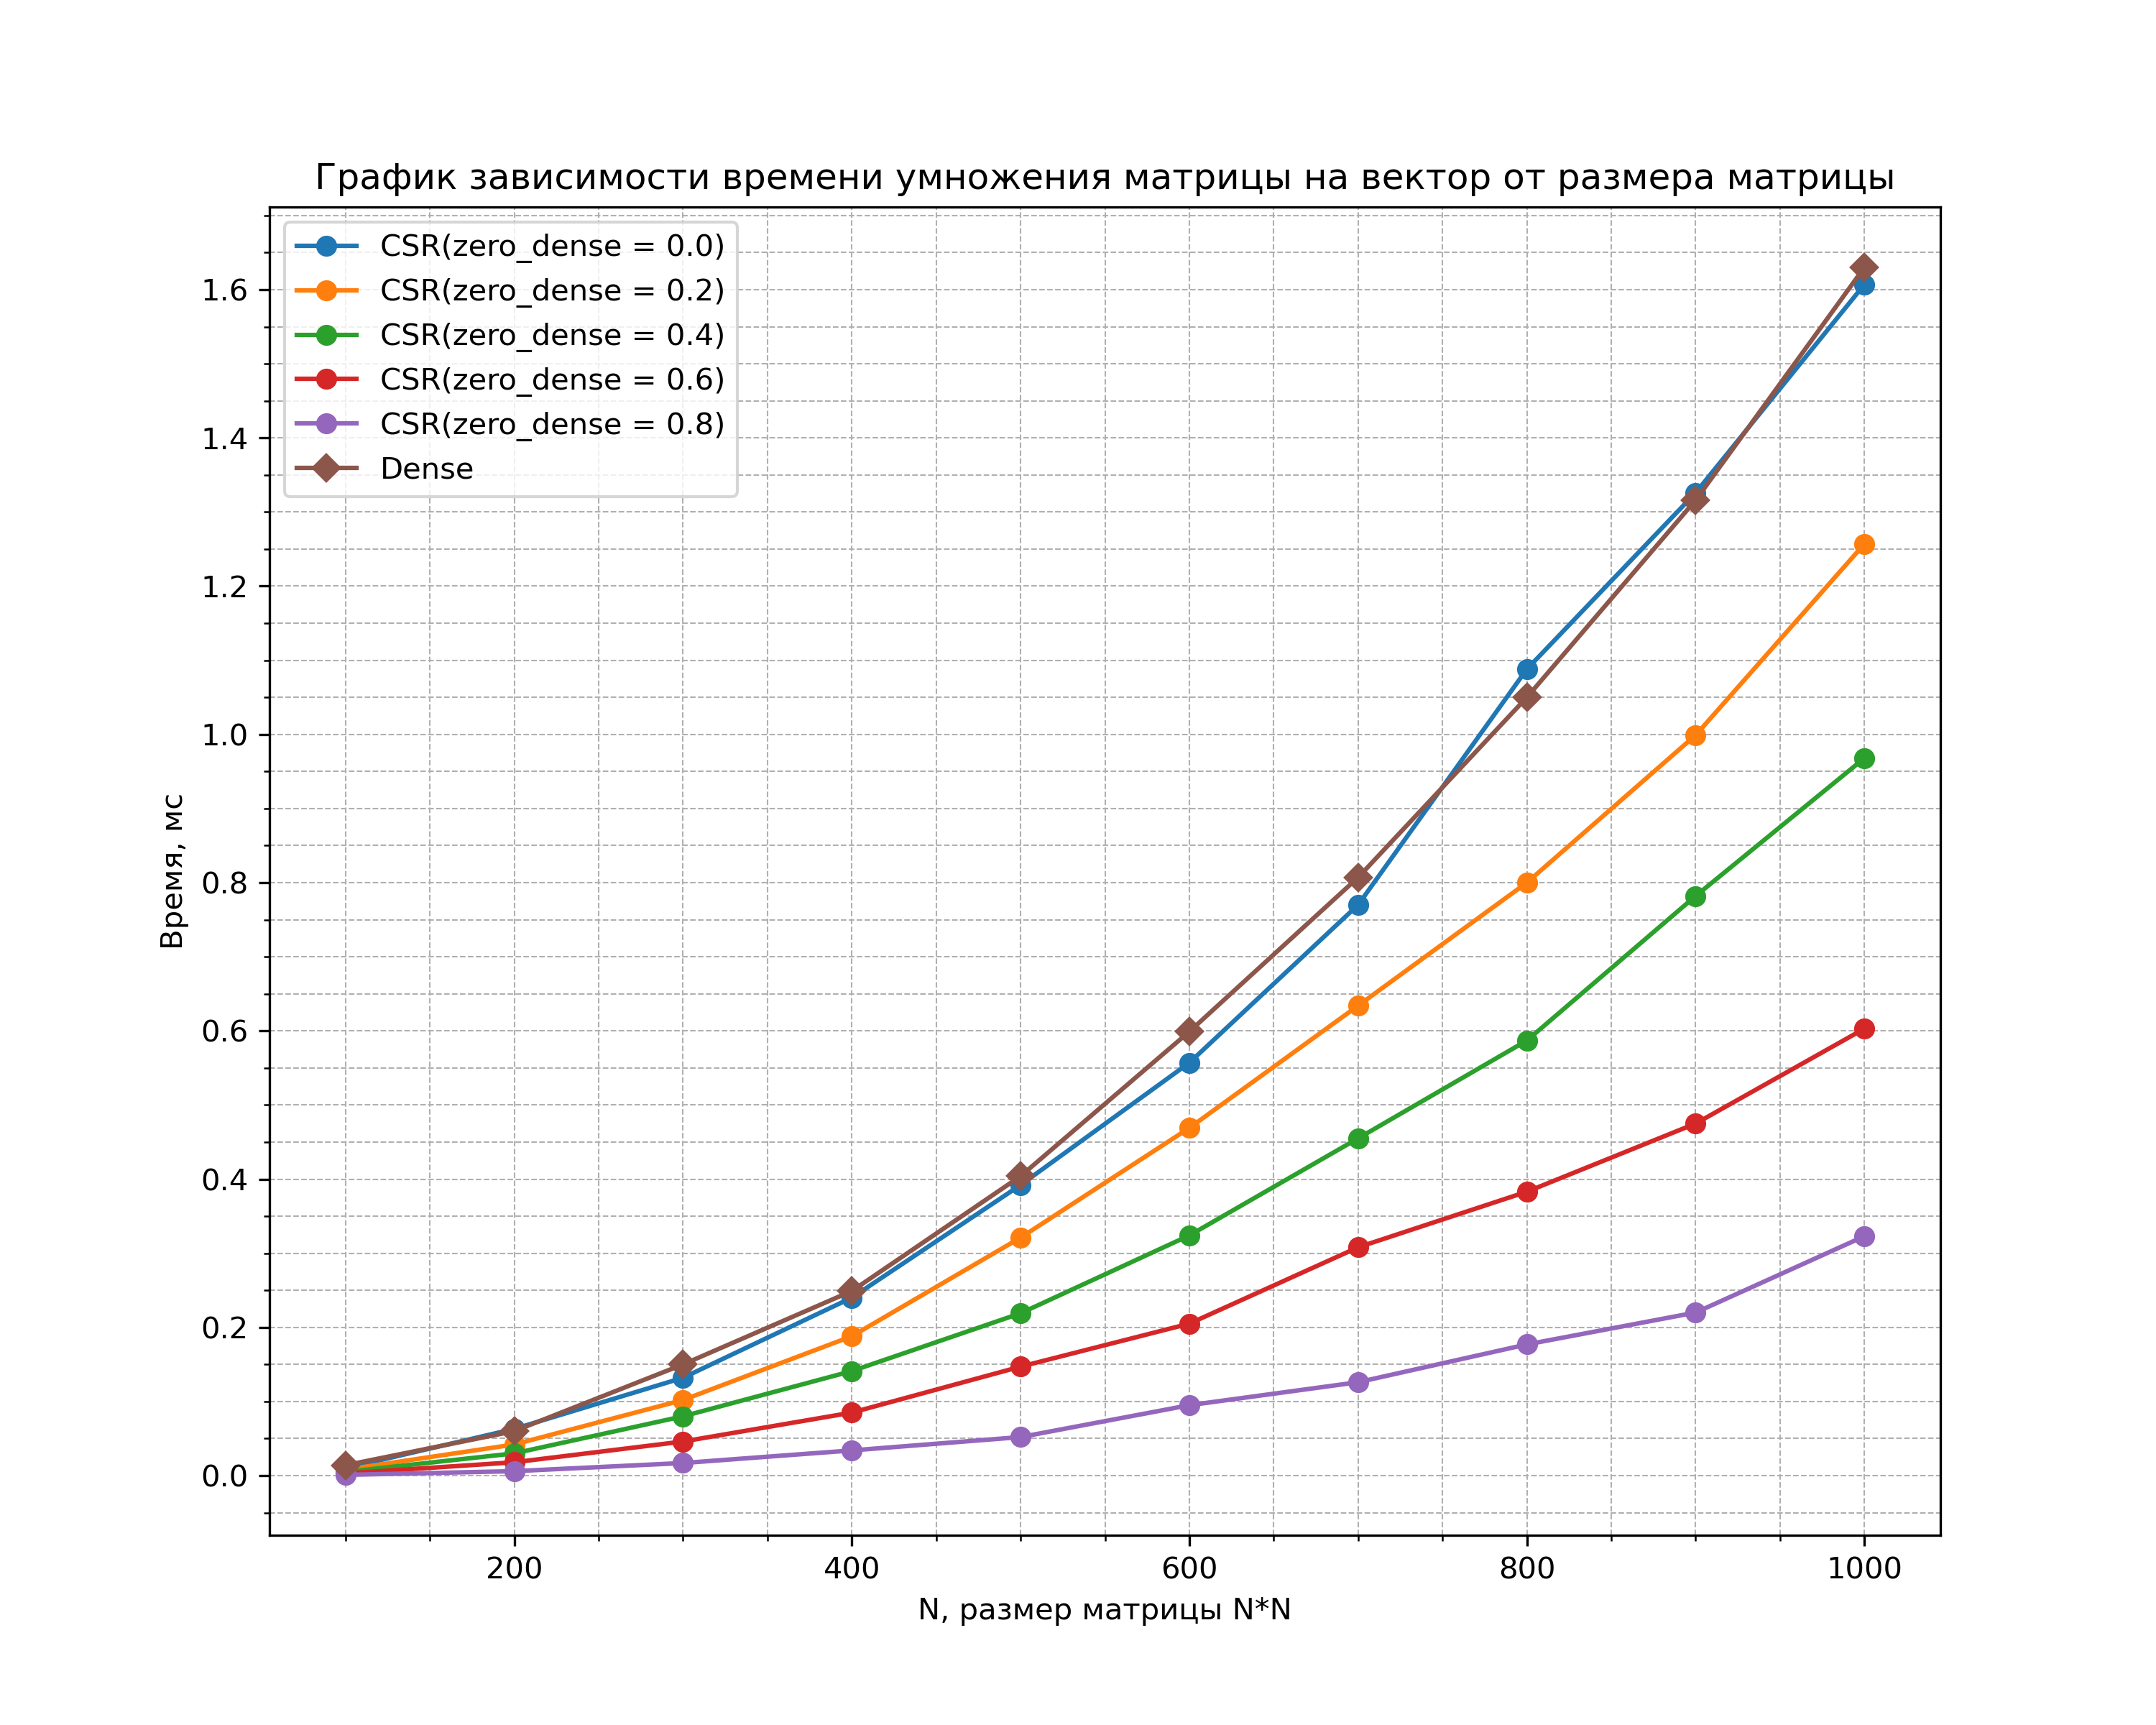 График зависимости времени умножения матрицы на вектор от размера матрицы
CSR(zero_dense = 0.0)
CSR(zero_dense = 0.2)
CSR(zero_dense = 0.4)
CSR(zero_dense = 0.6)
CSR(zero_dense = 0.8)
Dense
Время, мс
1.6
1.4
1.2
1.0
0.8
0.6
0.4
0.2
0.0
200 400 600 800 1000
N, размер матрицы N*N